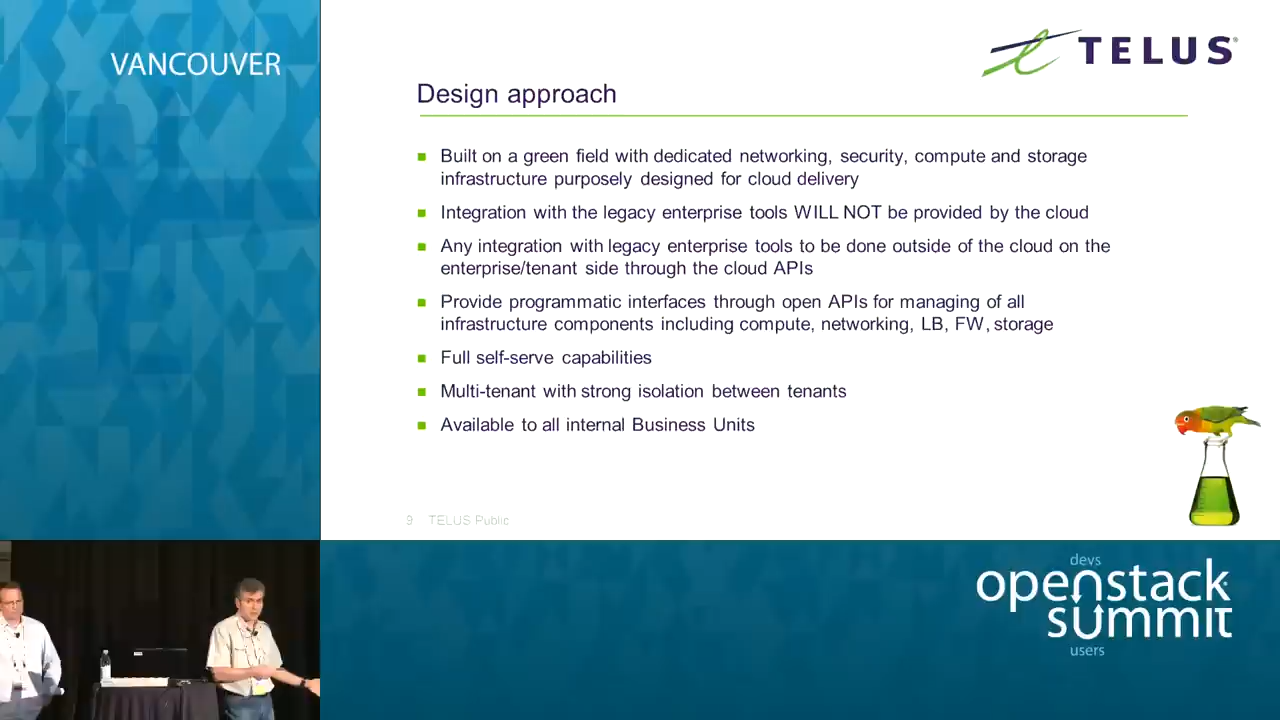 VANCOUVER
TELUS
Design approach
Built on a green field with dedicated networking, security, compute and storage
infrastructure purposely designed for cloud delivery
Integration with the legacy enterprise tools WILL NOT be provided by the cloud
Any integration with legacy enterprise tools to be done outside of the cloud on the
enterprise/tenant side through the cloud APIs
Provide programmatic interfaces through open APIs for managing of all
infrastructure components including compute, networking, LB, FW, storage
Full self-serve capabilities
Multi-tenant with strong isolation between tenants
Available to all internal Business Units
9 TELUS Public
devs
openstack
summit
users